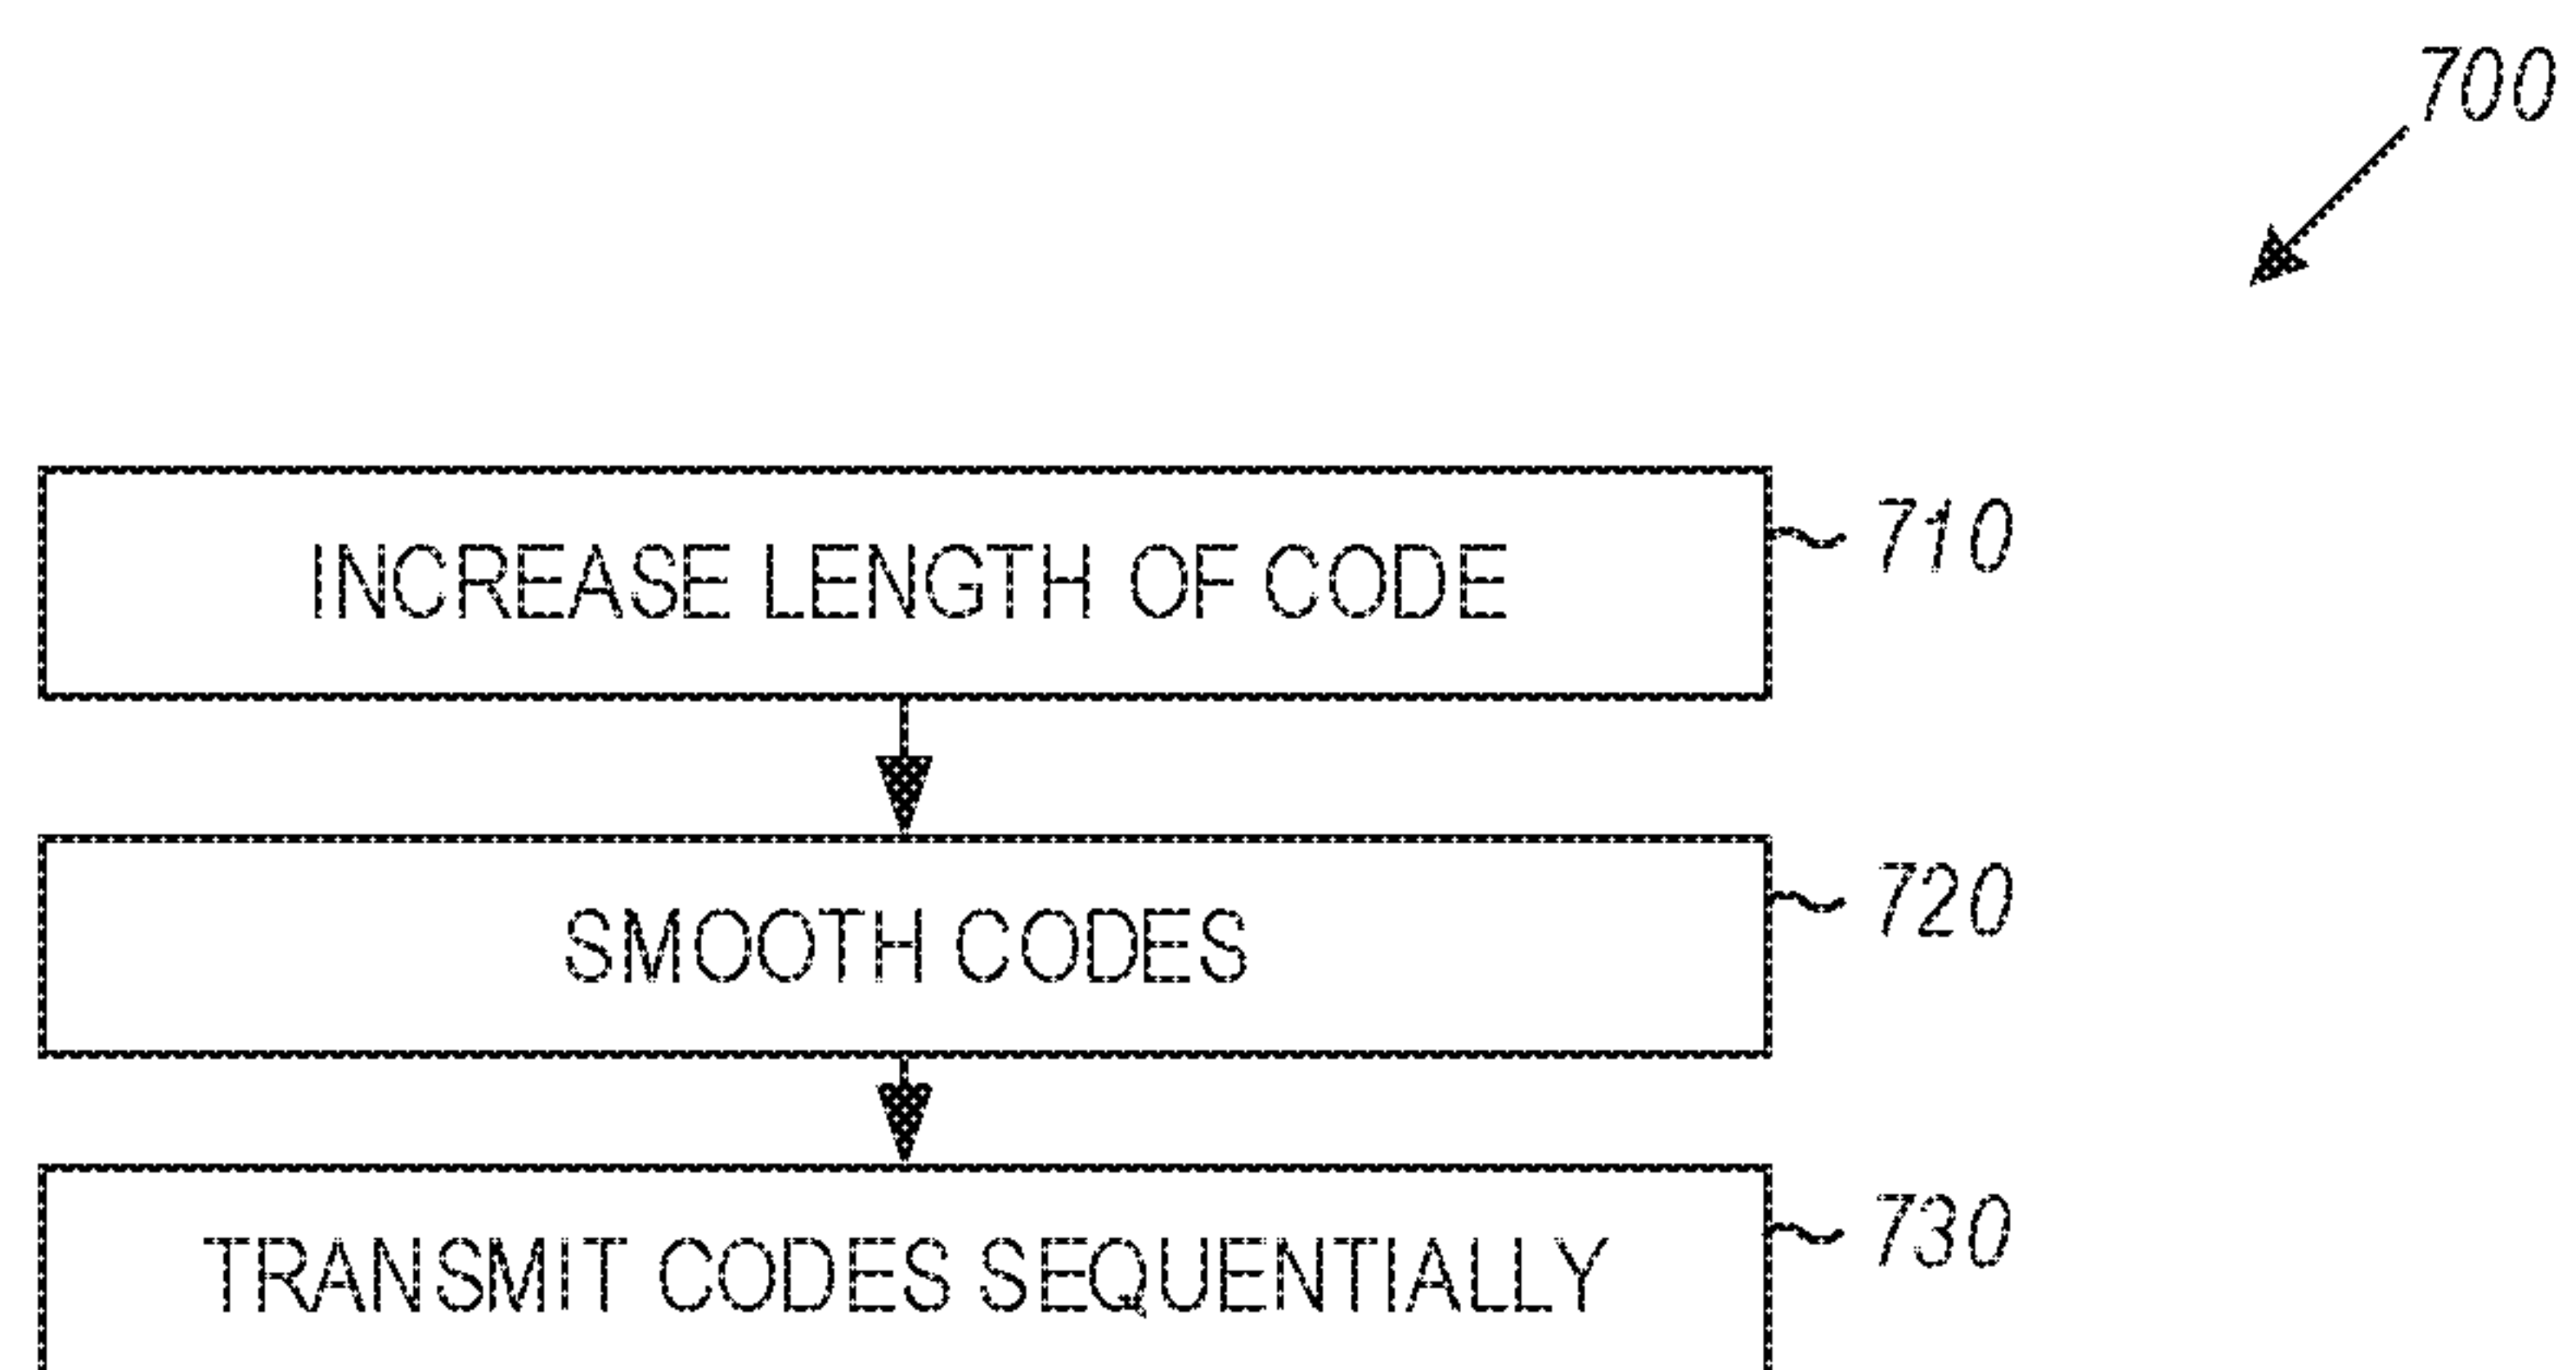 700
INCREASE LENGTH OF CODE
710
SMOOTH CODES
720
TRANSMIT CODES SEQUENTIALLY
730